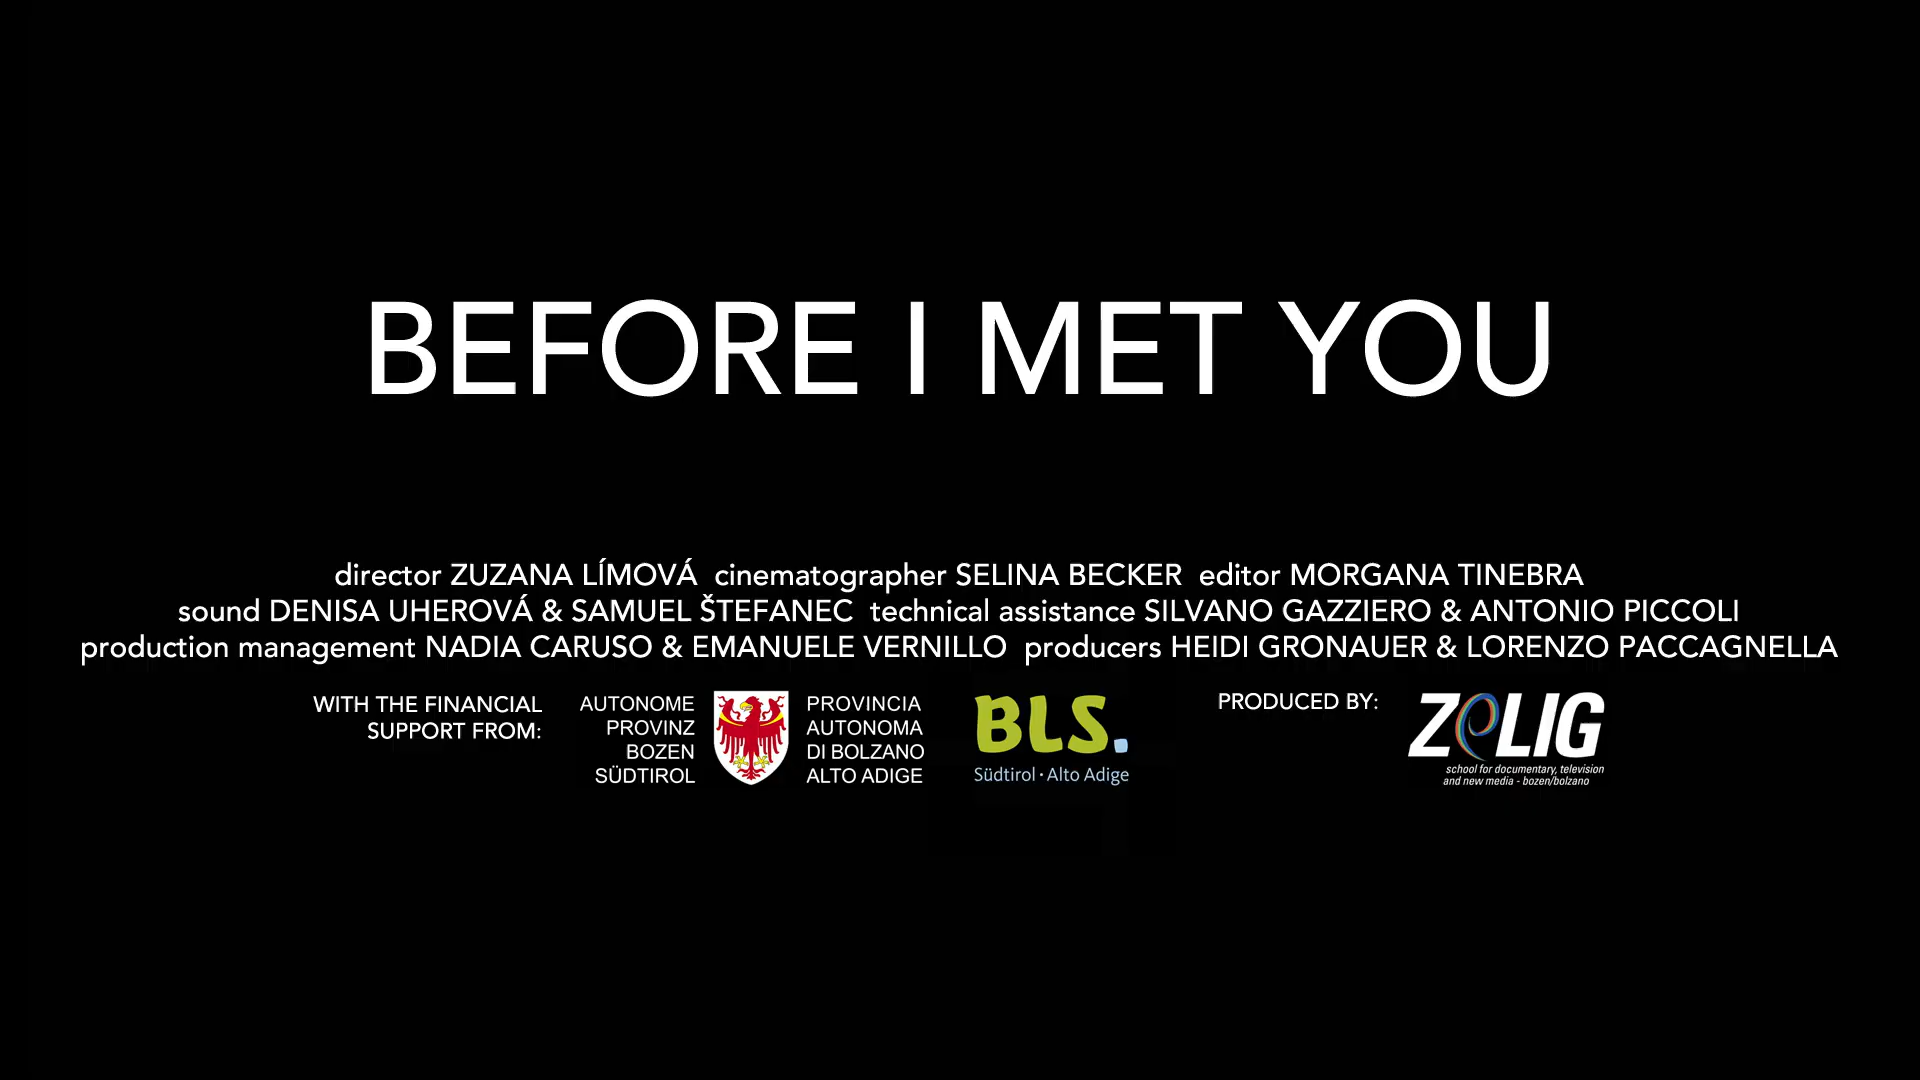 BEFORE I MET YOU
director ZUZANA LÍMOVÁ cinematographer SELINA BECKER editor MORGANA TINEBRA
sound DENISA UHEROVÁ & SAMUEL ŠTEFANEC technical assistance SILVANO GAZZIERO & ANTONIO PICCOLI
production management NADIA CARUSO & EMANUELE VERNILLO producers HEIDI GRONAUER & LORENZO PACCAGNELLA
WITH THE FINANCIAL
SUPPORT FROM:
AUTONOME
PROVINZ
BOZEN
SÜDTIROL
PROVINCIA
AUTONOMA
DI BOLZANO
ALTO ADIGE
BLS.
Südtirol · Alto Adige
PRODUCED BY:
ZeLIG
school for documentary, television
and new media - bozen/bolzano